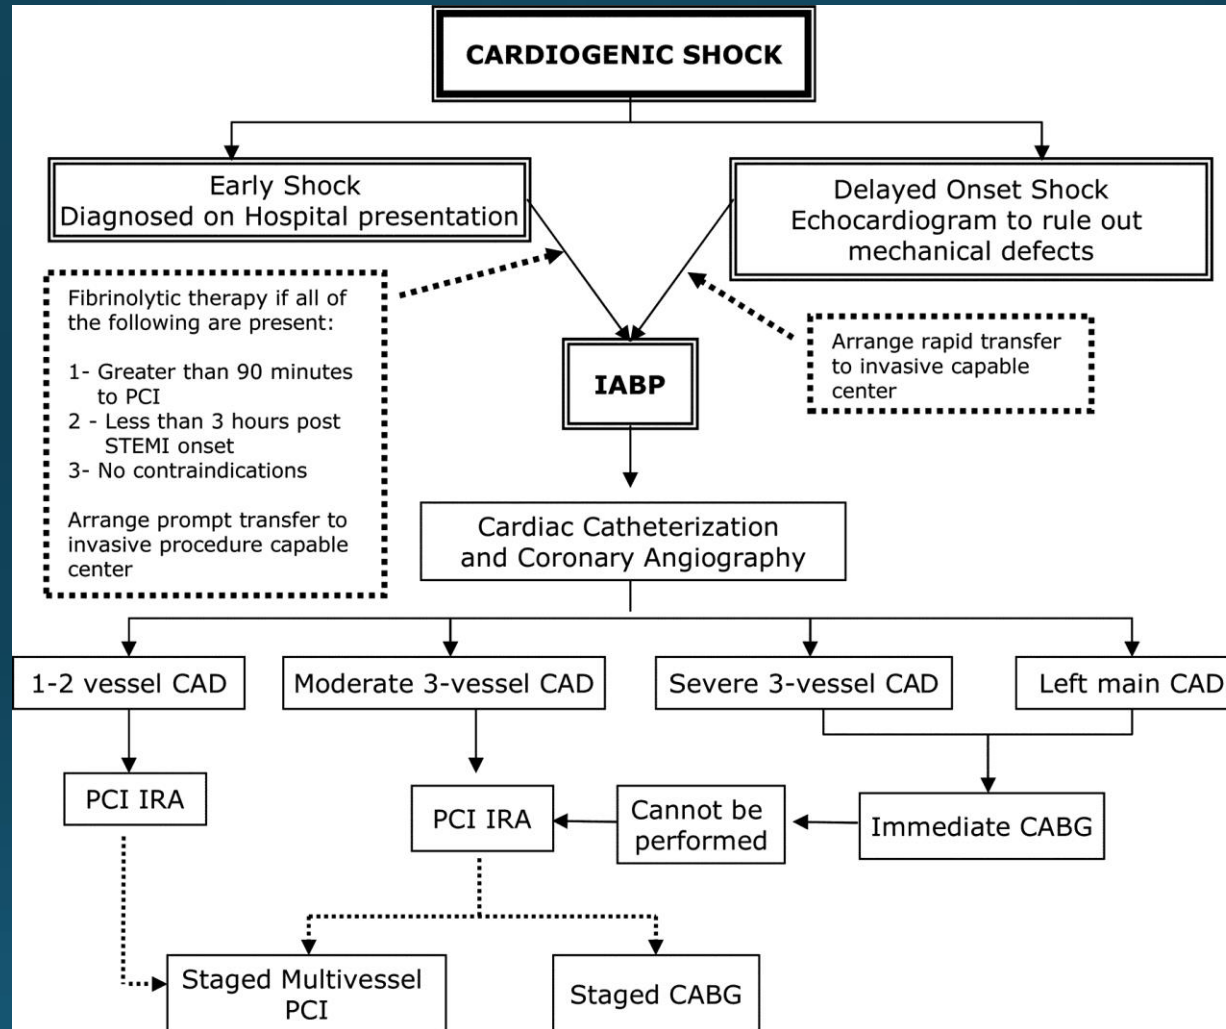 CARDIOGENIC SHOCK
Early Shock
Diagnosed on Hospital presentation
Delayed Onset Shock
Echocardiogram to rule out
mechanical defects
Fibrinolytic therapy if all of
the following are present:
1- Greater than 90 minutes
to PCI
2 - Less than 3 hours post
STEMI onset
3- No contraindications
Arrange prompt transfer to
invasive procedure capable
center
IABP
Arrange rapid transfer
to invasive capable
center
Cardiac Catheterization
and Coronary Angiography
1-2 vessel CAD
Moderate 3-vessel CAD
Severe 3-vessel CAD
Left main CAD
PCI IRA
PCI IRA
Cannot be
performed
Immediate CABG
Staged Multivessel
PCI
Staged CABG